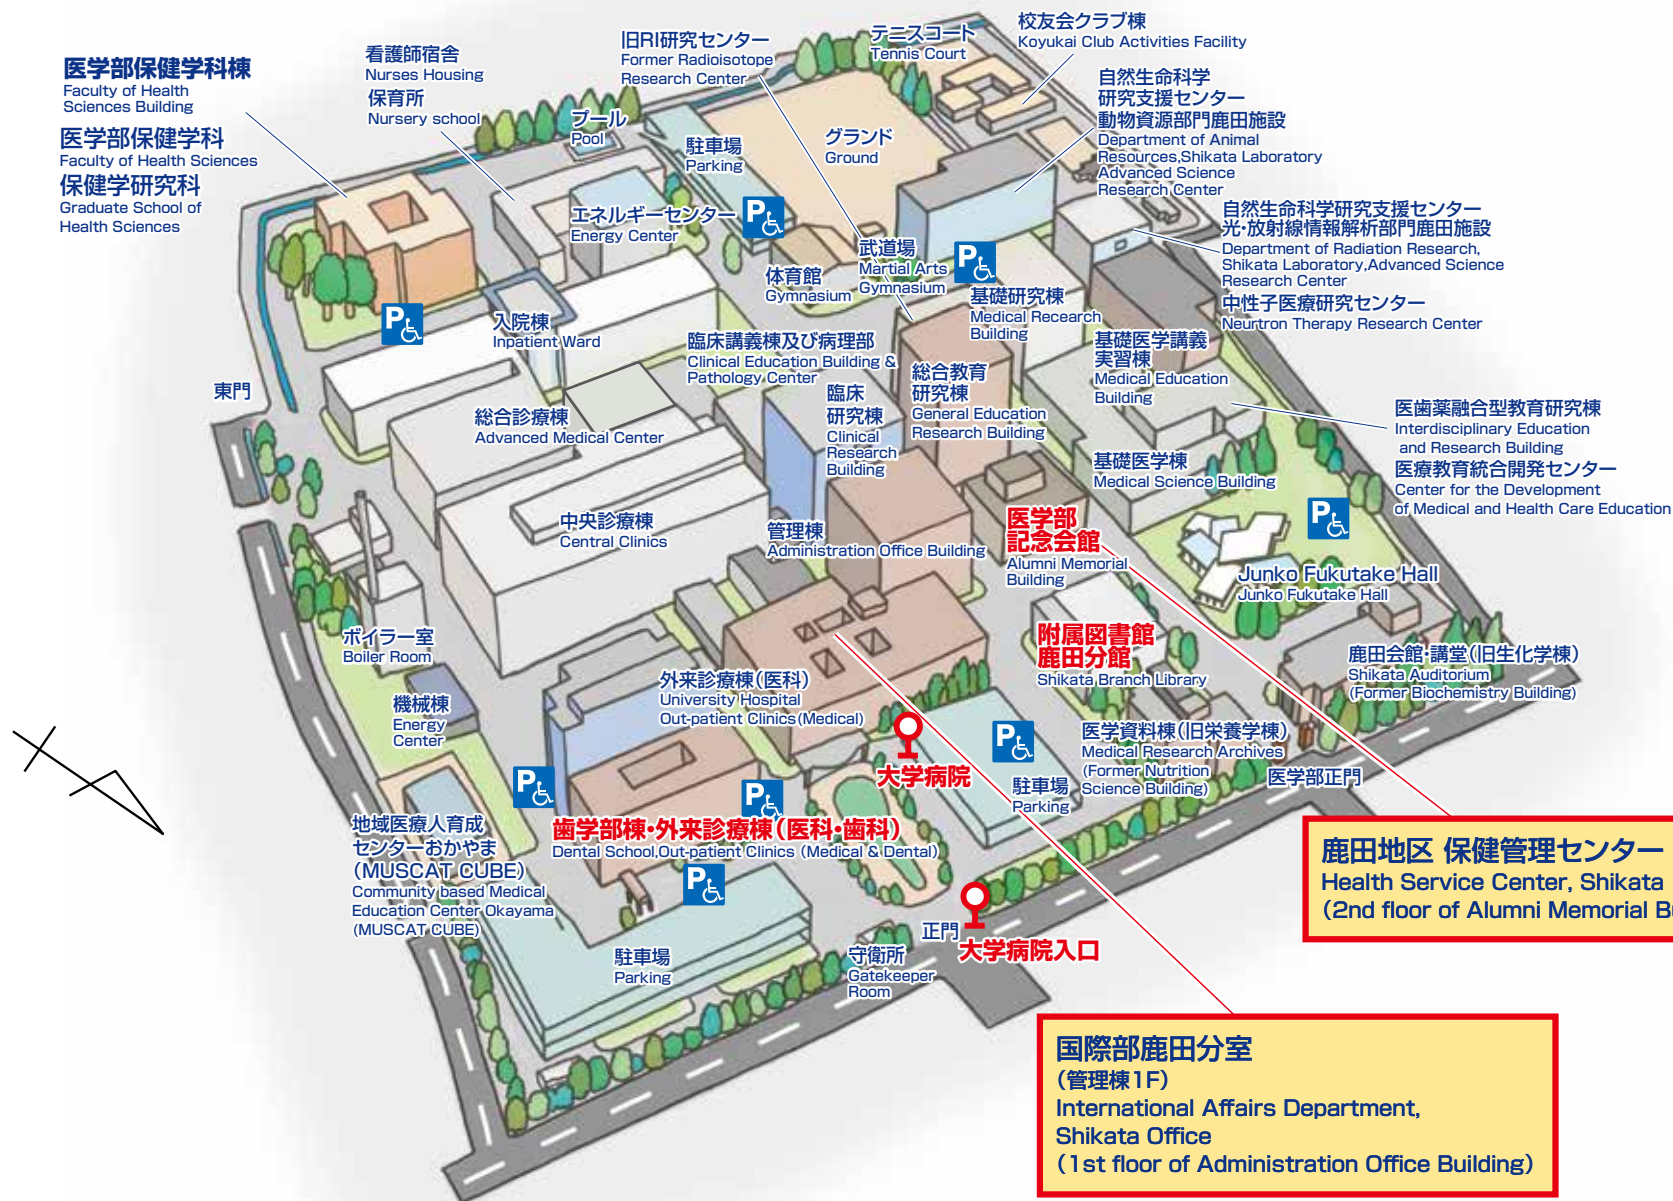 医学部保健学科棟
Faculty of Health
Sciences Building
医学部保健学科
Faculty of Health Sciences
保健学研究科
Graduate School of
Health Sciences
看護師宿舎
Nurses Housing
保育所
Nursery school
プール
Pool
旧RI研究センター
Former Radioisotope
Research Center
駐車場
Parking
テニスコート
Tennis Court
グランド
Ground
校友会クラブ棟
Koyukai Club Activities Facility
自然生命科学
研究支援センター
動物資源部門鹿田施設
Department of Animal
Resources,Shikata Laboratory
Advanced Science
Research Center
自然生命科学研究支援センター
光・放射線情報解析部門鹿田施設
Department of Radiation Research,
Shikata Laboratory,Advanced Science
Research Center
中性子医療研究センター
Neurtron Therapy Research Center
エネルギーセンター
Energy Center
P
体育館
Gymnasium
武道場
Martial Arts
Gymnasium
P
基礎研究棟
Medical Recearch
Building
P
入院棟
Inpatient Ward
臨床講義棟及び病理部
Clinical Education Building &
Pathology Center
総合教育
研究棟
General Education
Research Building
基礎医学講義
実習棟
Medical Education
Building
医歯薬融合型教育研究棟
Interdisciplinary Education
and Research Building
医療教育統合開発センター
Center for the Development
of Medical and Health Care Education
東門
総合診療棟
Advanced Medical Center
臨床
研究棟
Clinical
Research
Building
基礎医学棟
Medical Science Building
P
中央診療棟
Central Clinics
管理棟
Administration Office Building
医学部
記念会館
Alumni Memorial
Building
Junko Fukutake Hall
Junko Fukutake Hall
ボイラー室
Boiler Room
附属図書館
鹿田分館
Shikata Branch Library
鹿田会館・講堂(旧生化学棟)
Shikata Auditorium
(Former Biochemistry Building)
機械棟
Energy
Center
外来診療棟(医科)
University Hospital
Out-patient Clinics(Medical)
P
医学資料棟(旧栄養学棟)
Medical Research Archives
(Former Nutrition
Science Building)
大学病院
駐車場
Parking
医学部正門
P
P
地域医療人育成
センターおかやま
(MUSCAT CUBE)
Community based Medical
Education Center Okayama
(MUSCAT CUBE)
歯学部棟・外来診療棟(医科・歯科)
Dental School,Out-patient Clinics (Medical & Dental)
P
駐車場
Parking
守衛所
Gatekeeper
Room
正門
大学病院入口
鹿田地区 保健管理センター
Health Service Center, Shikata
(2nd floor of Alumni Memorial
国際部鹿田分室
(管理棟1F)
International Affairs Department,
Shikata Office
(1st floor of Administration Office Building)